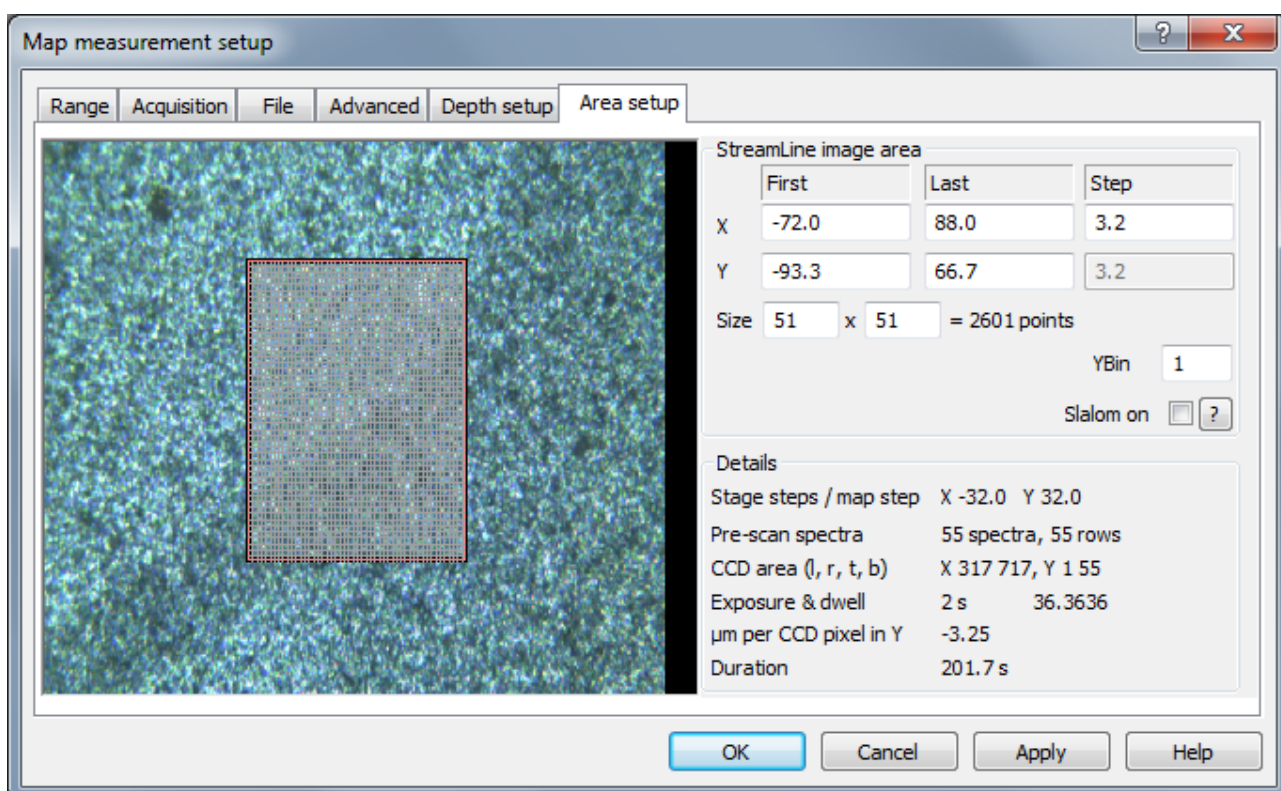 Map measurement setup
? X
Range Acquisition File Advanced Depth setup Area setup
StreamLine image area
First Last Step
X -72.0 88.0 3.2
Y -93.3 66.7 3.2
Size 51 x 51 = 2601 points
YBin 1
Slalom on ?
Details
Stage steps / map step X -32.0 Y 32.0
Pre-scan spectra 55 spectra, 55 rows
CCD area (l, r, t, b) X 317 717, Y 1 55
Exposure & dwell 2 s 36.3636
µm per CCD pixel in Y -3.25
Duration 201.7 s
OK Cancel Apply Help